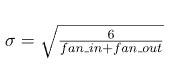 σ = √(6 / (fan_in+fan_out))